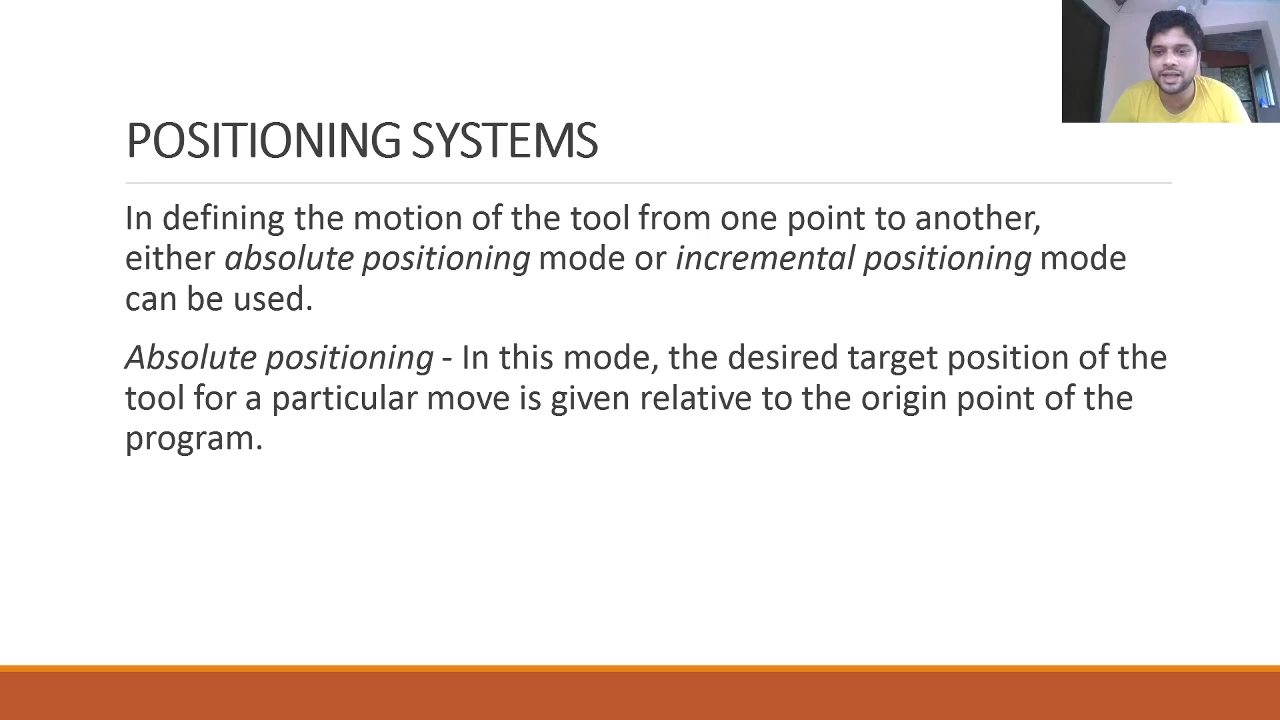 POSITIONING SYSTEMS
In defining the motion of the tool from one point to another,
either absolute positioning mode or incremental positioning mode
can be used.
Absolute positioning - In this mode, the desired target position of the
tool for a particular move is given relative to the origin point of the
program.